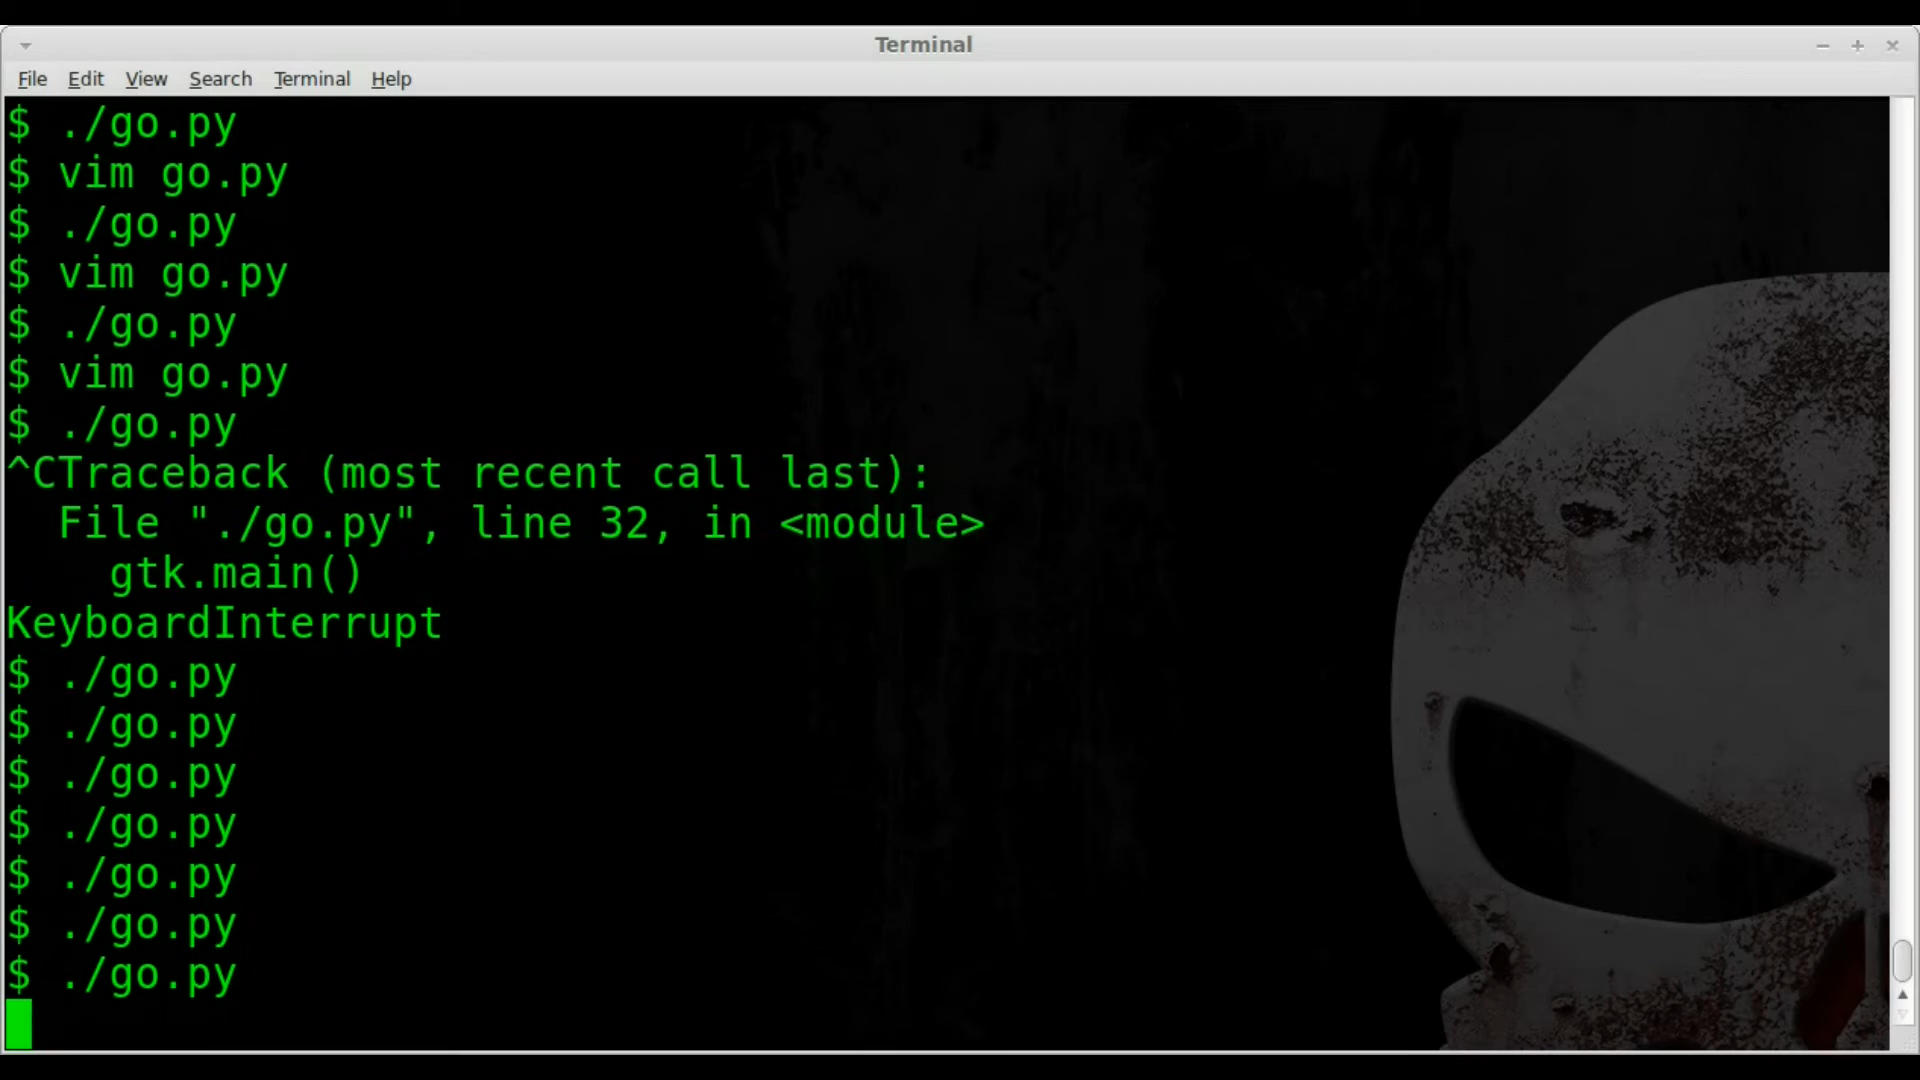 Terminal
File Edit View Search Terminal Help
$ ./go.py
$ vim go.py
$ ./go.py
$ vim go.py
$ ./go.py
$ vim go.py
$ ./go.py
^CTraceback (most recent call last):
  File "./go.py", line 32, in <module>
    gtk.main()
KeyboardInterrupt
$ ./go.py
$ ./go.py
$ ./go.py
$ ./go.py
$ ./go.py
$ ./go.py
$ ./go.py